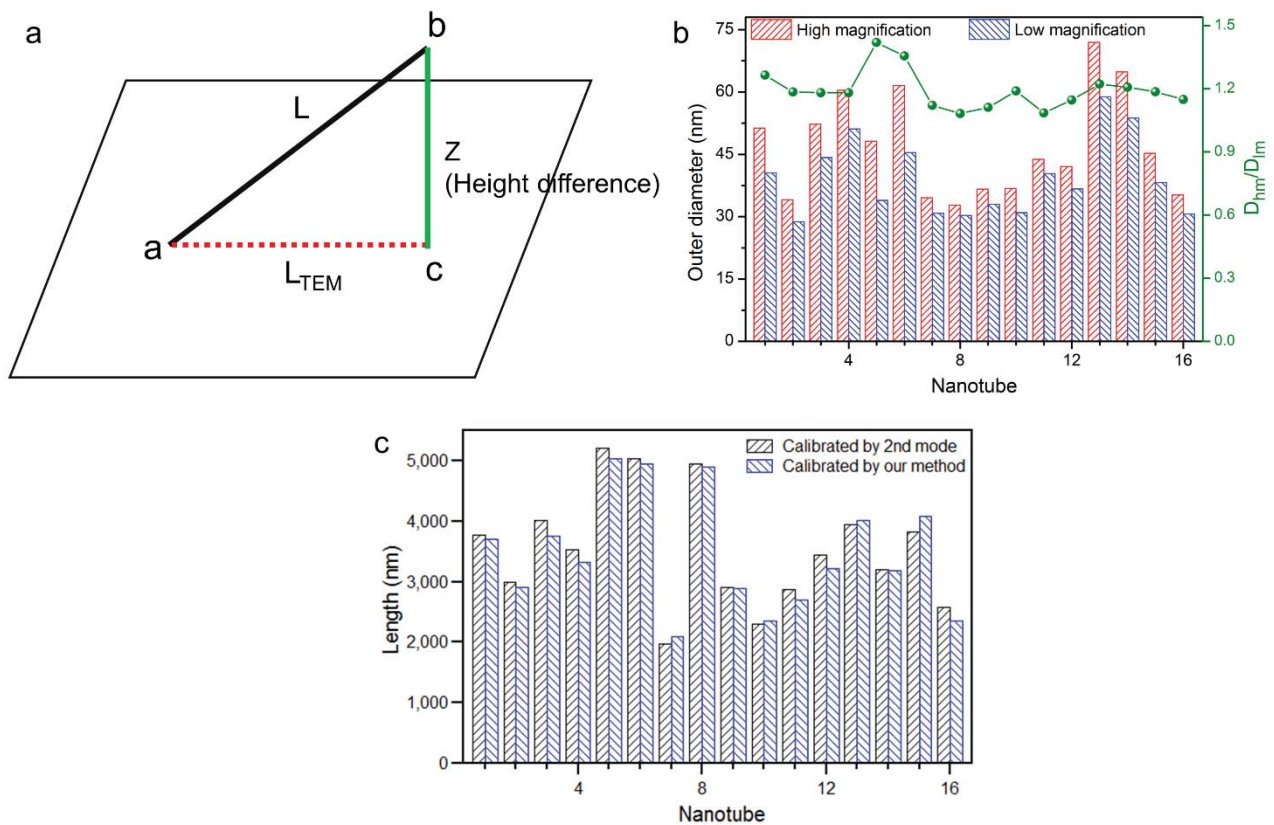 a
b
L
Z
(Height difference)
a
c
L_TEM
b
High magnification
Low magnification
75
60
45
30
15
0
Outer diameter (nm)
4
8
12
16
Nanotube
1.5
1.2
0.9
0.6
0.3
0.0
D_hm/D_lm
c
Calibrated by 2nd mode
Calibrated by our method
5,000
4,000
3,000
2,000
1,000
0
Length (nm)
4
8
12
16
Nanotube